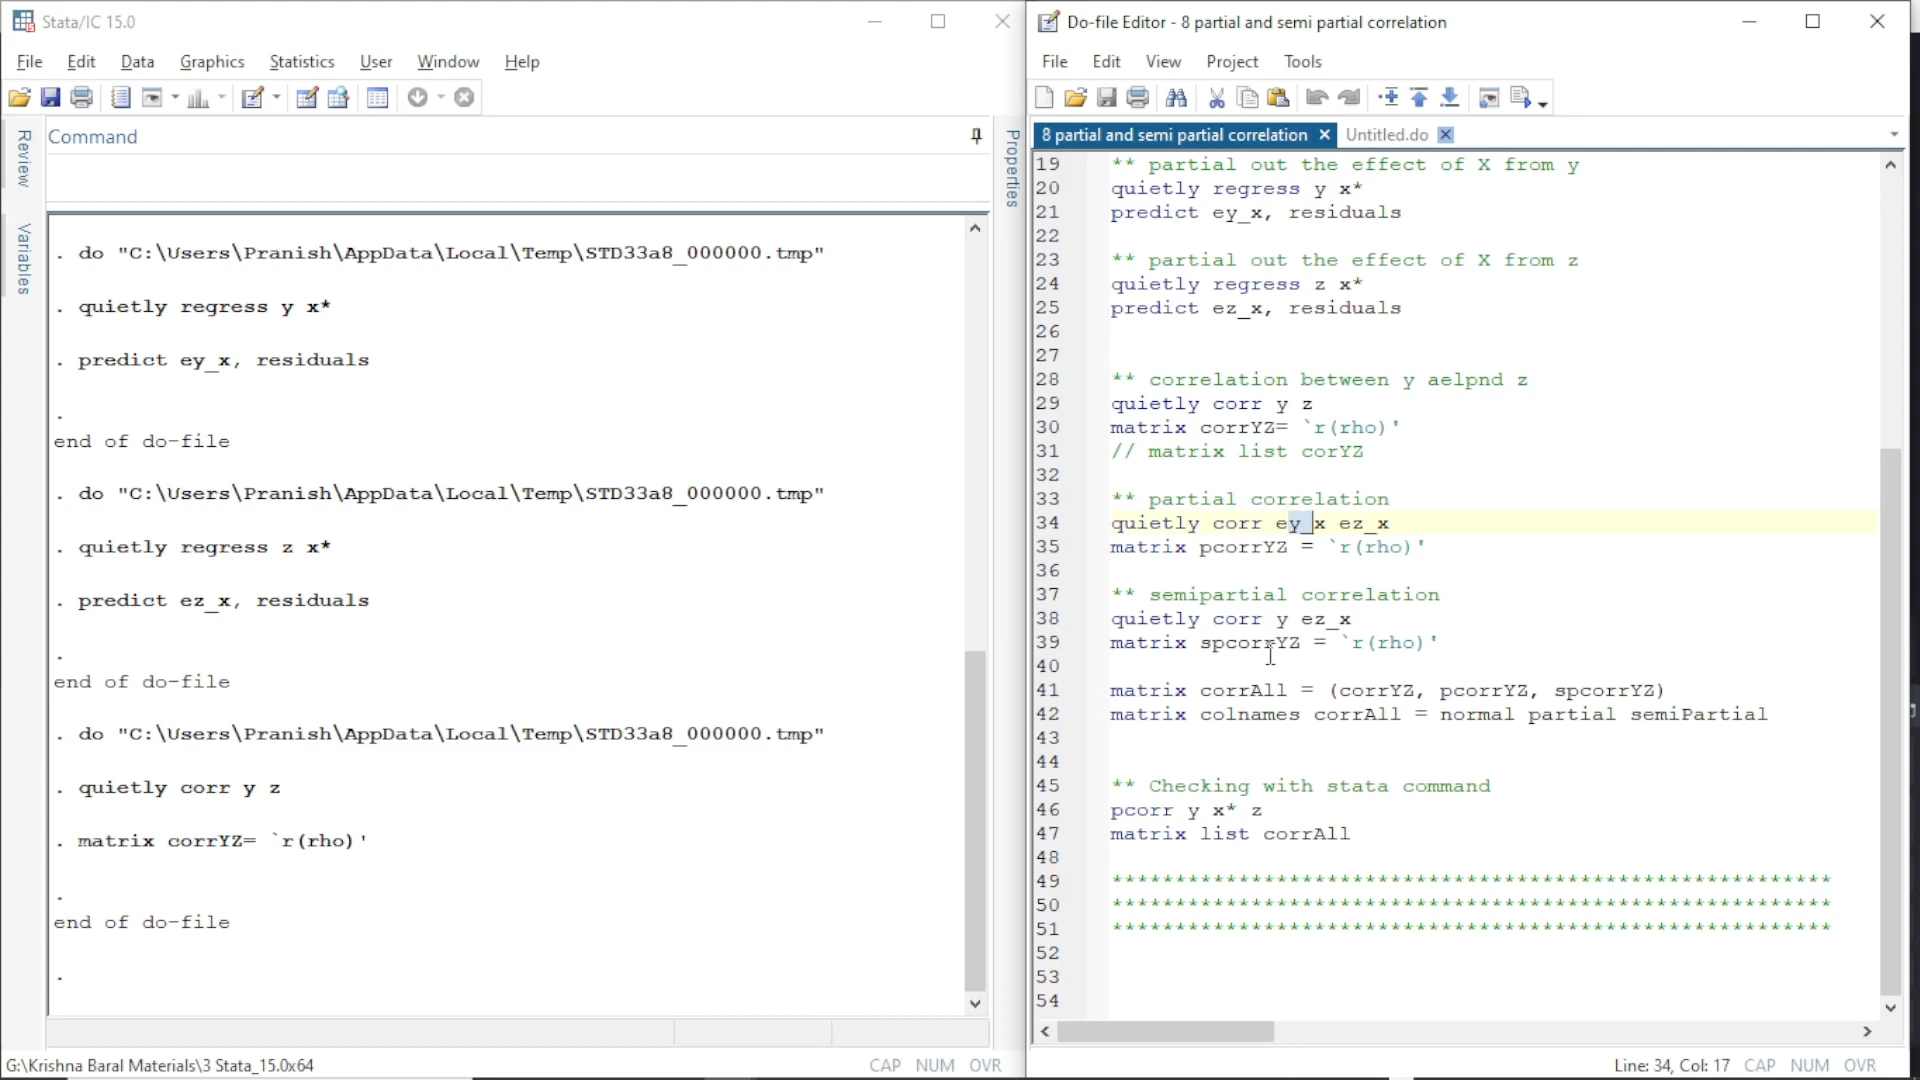 Stata/IC 15.0
File Edit Data Graphics Statistics User Window Help
Review
Variables
Command
Properties
. do "C:\Users\Pranish\AppData\Local\Temp\STD33a8_000000.tmp"
. quietly regress y x*
. predict ey_x, residuals
.
end of do-file
. do "C:\Users\Pranish\AppData\Local\Temp\STD33a8_000000.tmp"
. quietly regress z x*
. predict ez_x, residuals
.
end of do-file
. do "C:\Users\Pranish\AppData\Local\Temp\STD33a8_000000.tmp"
. quietly corr y z
. matrix corrYZ= `r(rho)'
.
end of do-file
.
G:\Krishna Baral Materials\3 Stata_15.0x64
CAP NUM OVR
Do-file Editor - 8 partial and semi partial correlation
File Edit View Project Tools
8 partial and semi partial correlation Untitled.do
19 ** partial out the effect of X from y
20 quietly regress y x*
21 predict ey_x, residuals
22
23 ** partial out the effect of X from z
24 quietly regress z x*
25 predict ez_x, residuals
26
27
28 ** correlation between y aelpnd z
29 quietly corr y z
30 matrix corrYZ= `r(rho)'
31 // matrix list corYZ
32
33 ** partial correlation
34 quietly corr ey_x ez_x
35 matrix pcorrYZ = `r(rho)'
36
37 ** semipartial correlation
38 quietly corr y ez_x
39 matrix spcorrYZ = `r(rho)'
40
41 matrix corrAll = (corrYZ, pcorrYZ, spcorrYZ)
42 matrix colnames corrAll = normal partial semiPartial
43
44
45 ** Checking with stata command
46 pcorr y x* z
47 matrix list corrAll
48
49 *********************************************************
50 *********************************************************
51 *********************************************************
52
53
54
Line: 34, Col: 17 CAP NUM OVR